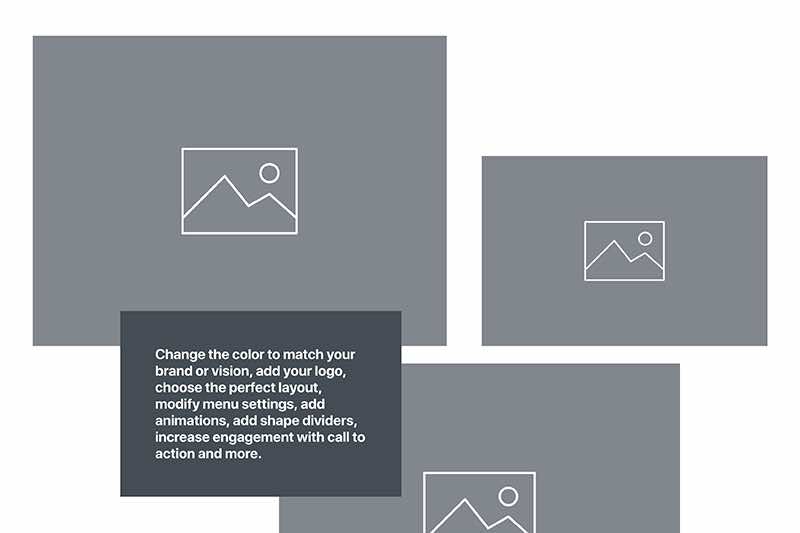 Change the color to match your
brand or vision, add your logo,
choose the perfect layout,
modify menu settings, add
animations, add shape dividers,
increase engagement with call to
action and more.